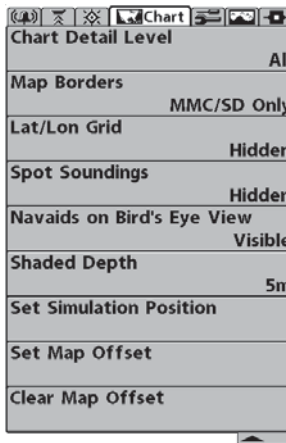 Chart
Chart Detail Level
Al
Map Borders
MMC/SD Only
Lat/Lon Grid
Hidden
Spot Soundings
Hidden
Navaids on Bird's Eye View
Visible
Shaded Depth
5m
Set Simulation Position
Set Map Offset
Clear Map Offset